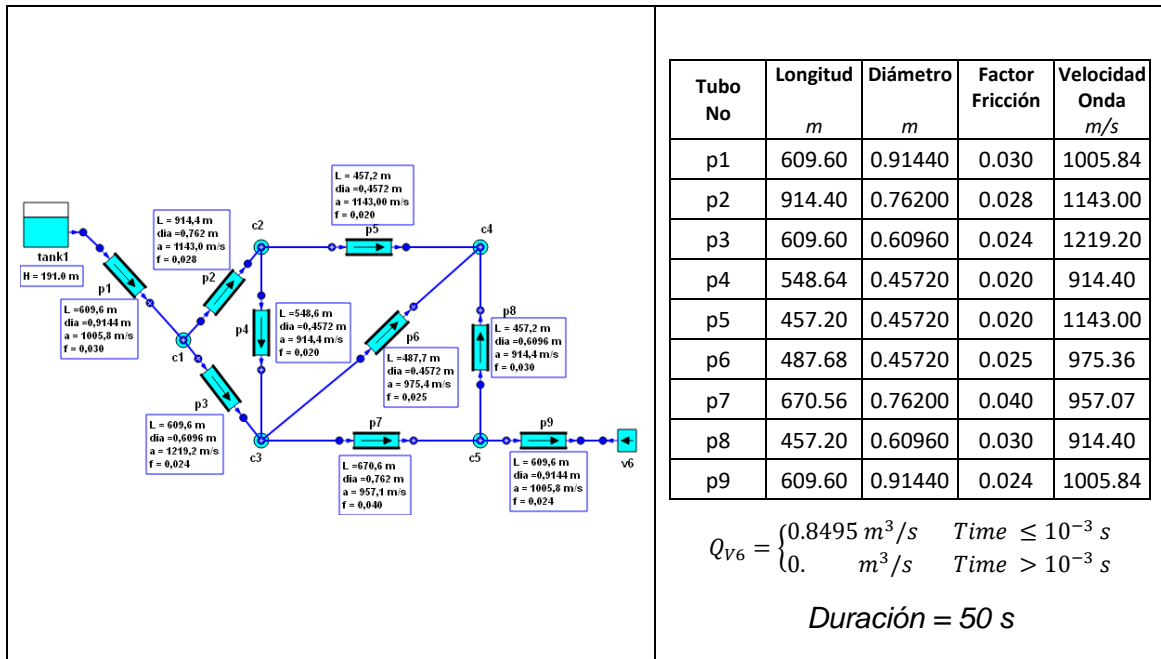 L = 457,2 m
dia =0,4572 m
a = 1143,00 m/s
f = 0,020
p5
L = 914,4 m
dia =0,762 m
a = 1143,0 m/s
f = 0,028
p2
c2
c4
tank1
H = 191.0 m
p1
L =609,6 m
dia =0,9144 m
a = 1005,8 m/s
f = 0,030
c1
p4
L =548,6 m
dia =0,4572 m
a = 914,4 m/s
f = 0,020
p6
L =487,7 m
dia =0.4572 m
a = 975,4 m/s
f = 0,025
p8
L = 457,2 m
dia =0,6096 m
a = 914,4 m/s
f = 0,030
p3
L = 609,6 m
dia =0,6096 m
a = 1219,2 m/s
f = 0,024
c3
p7
L =670,6 m
dia =0,762 m
a = 957,1 m/s
f = 0,040
c5
p9
L = 609,6 m
dia =0,9144 m
a = 1005,8 m/s
f = 0,024
v6
Tubo No Longitud m Diámetro m Factor Fricción Velocidad Onda m/s
p1 609.60 0.91440 0.030 1005.84
p2 914.40 0.76200 0.028 1143.00
p3 609.60 0.60960 0.024 1219.20
p4 548.64 0.45720 0.020 914.40
p5 457.20 0.45720 0.020 1143.00
p6 487.68 0.45720 0.025 975.36
p7 670.56 0.76200 0.040 957.07
p8 457.20 0.60960 0.030 914.40
p9 609.60 0.91440 0.024 1005.84
Q_V6 = { 0.8495 m³/s Time ≤ 10⁻³ s
0. m³/s Time > 10⁻³ s
Duración = 50 s